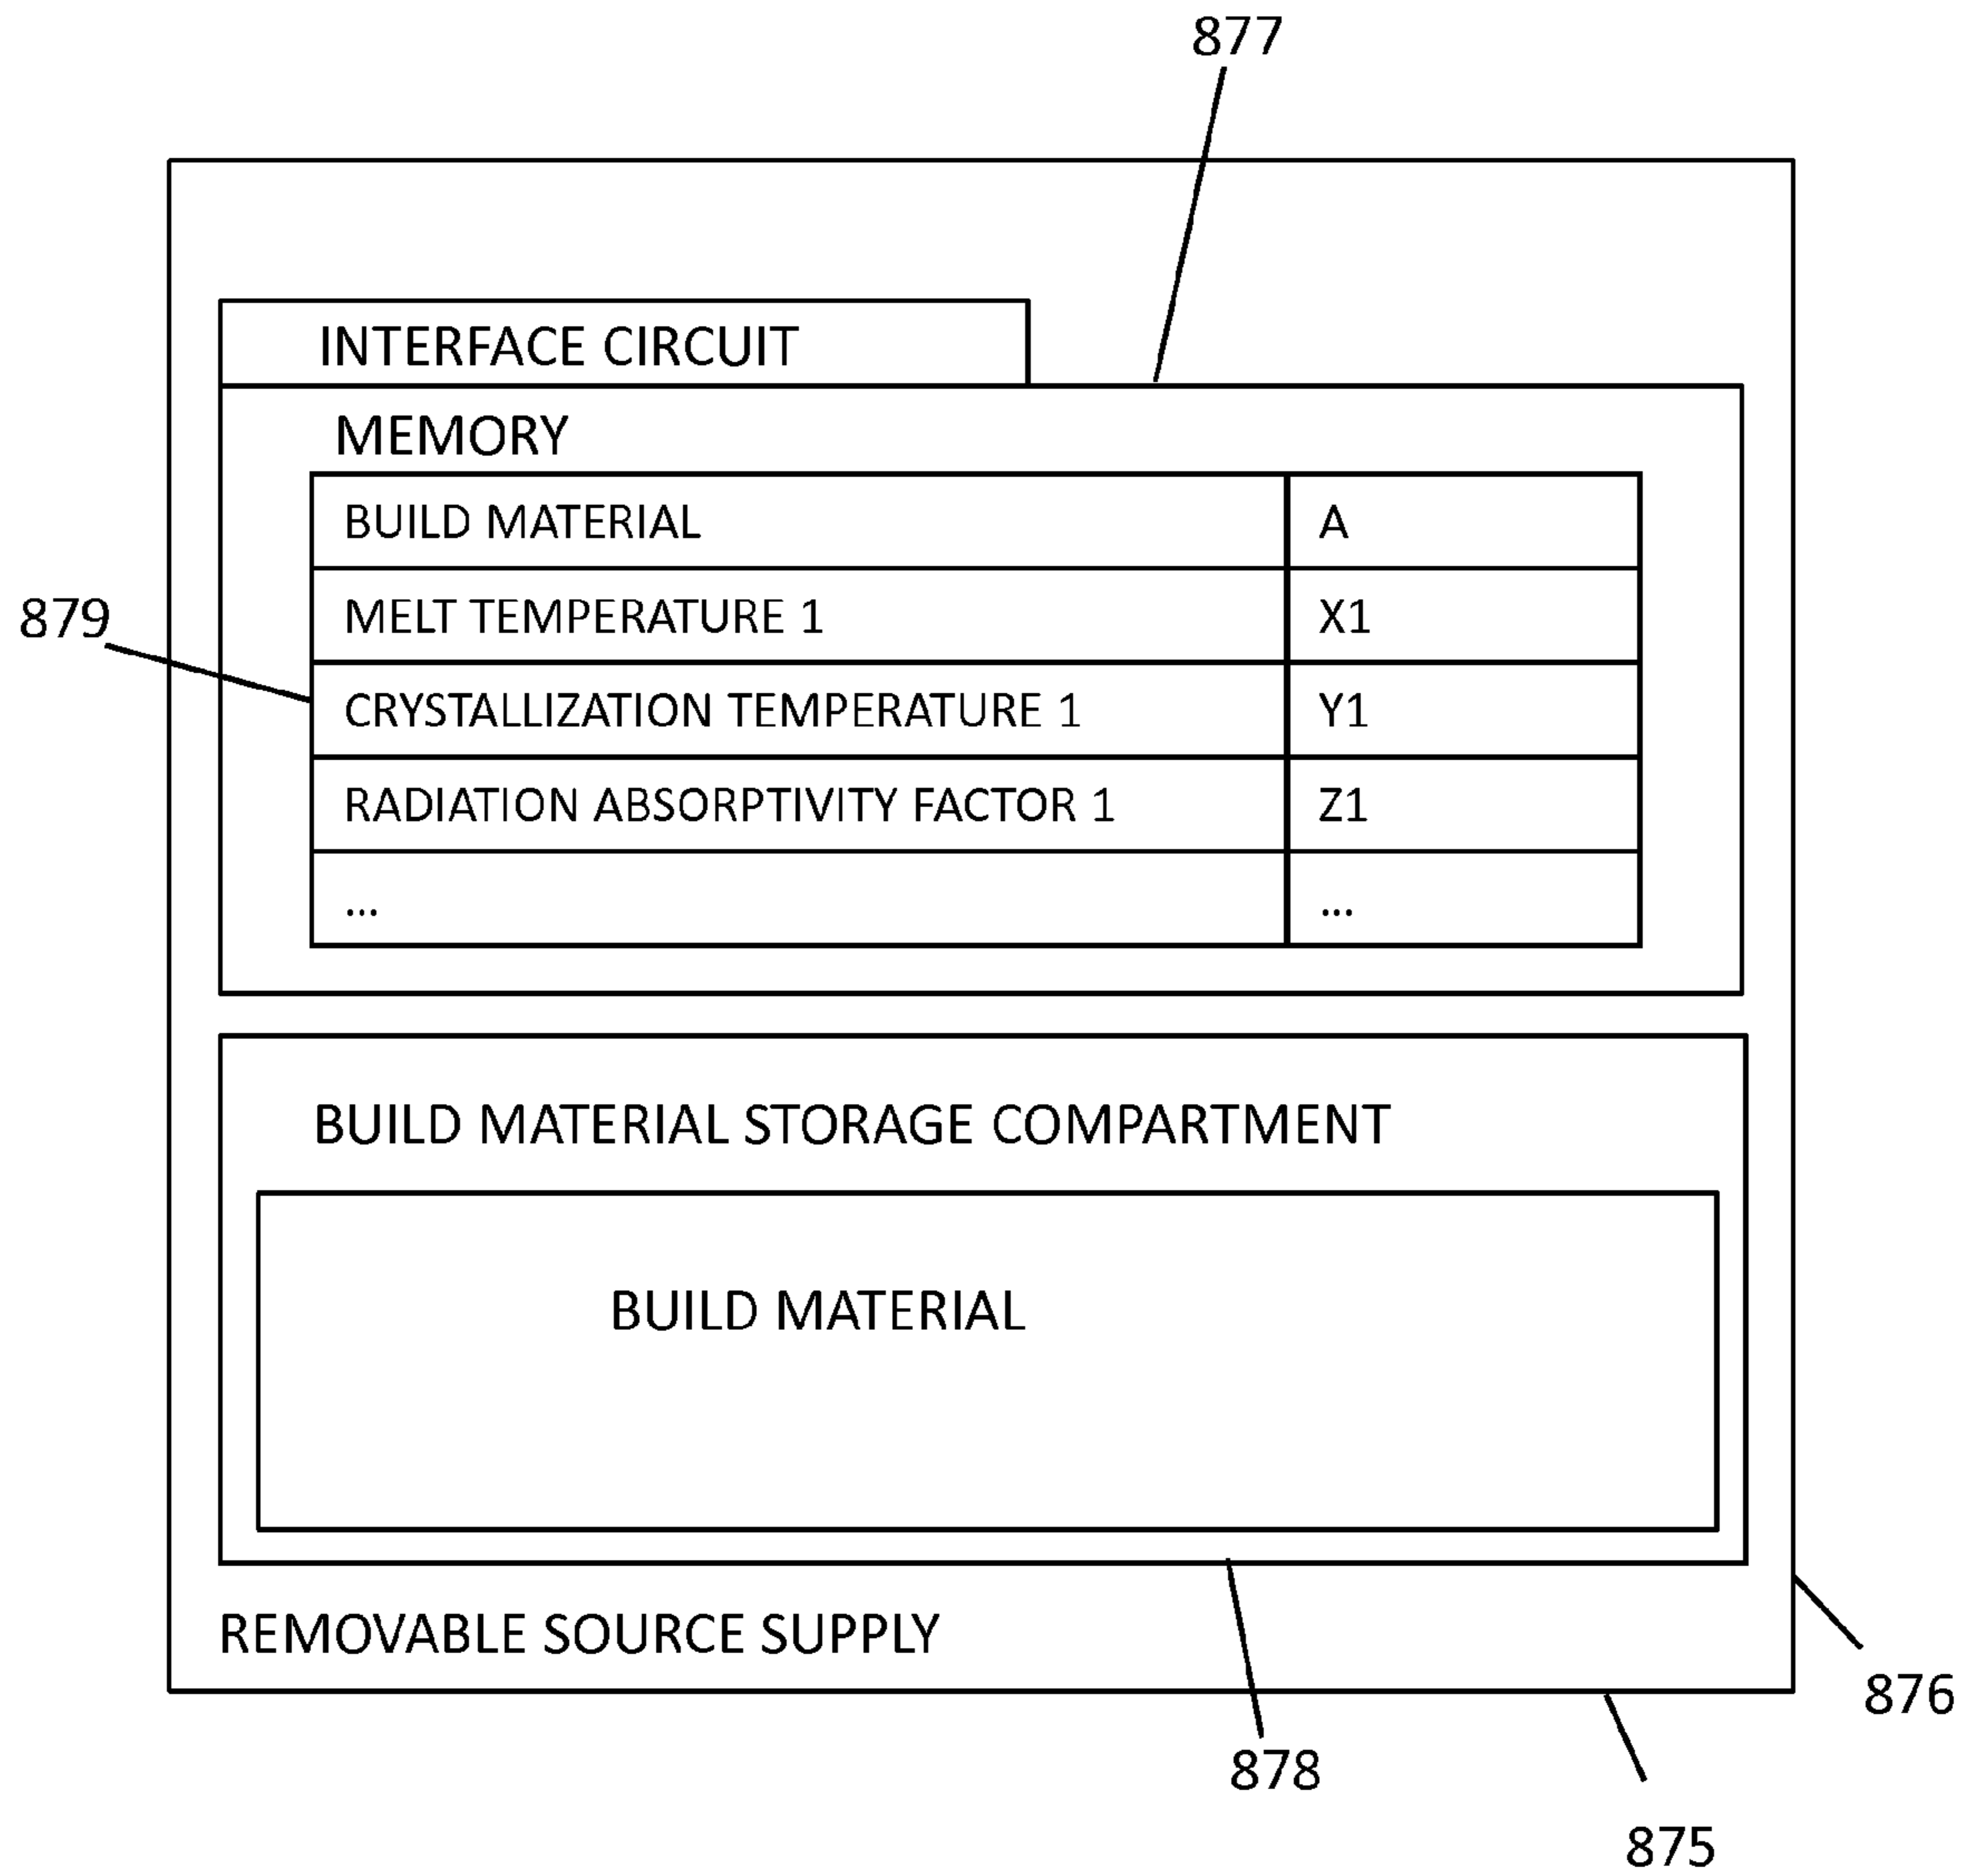 877
INTERFACE CIRCUIT
MEMORY
BUILD MATERIAL A
879
MELT TEMPERATURE 1 X1
CRYSTALLIZATION TEMPERATURE 1 Y1
RADIATION ABSORPTIVITY FACTOR 1 Z1
... ...
BUILD MATERIAL STORAGE COMPARTMENT
BUILD MATERIAL
REMOVABLE SOURCE SUPPLY
876
878
875